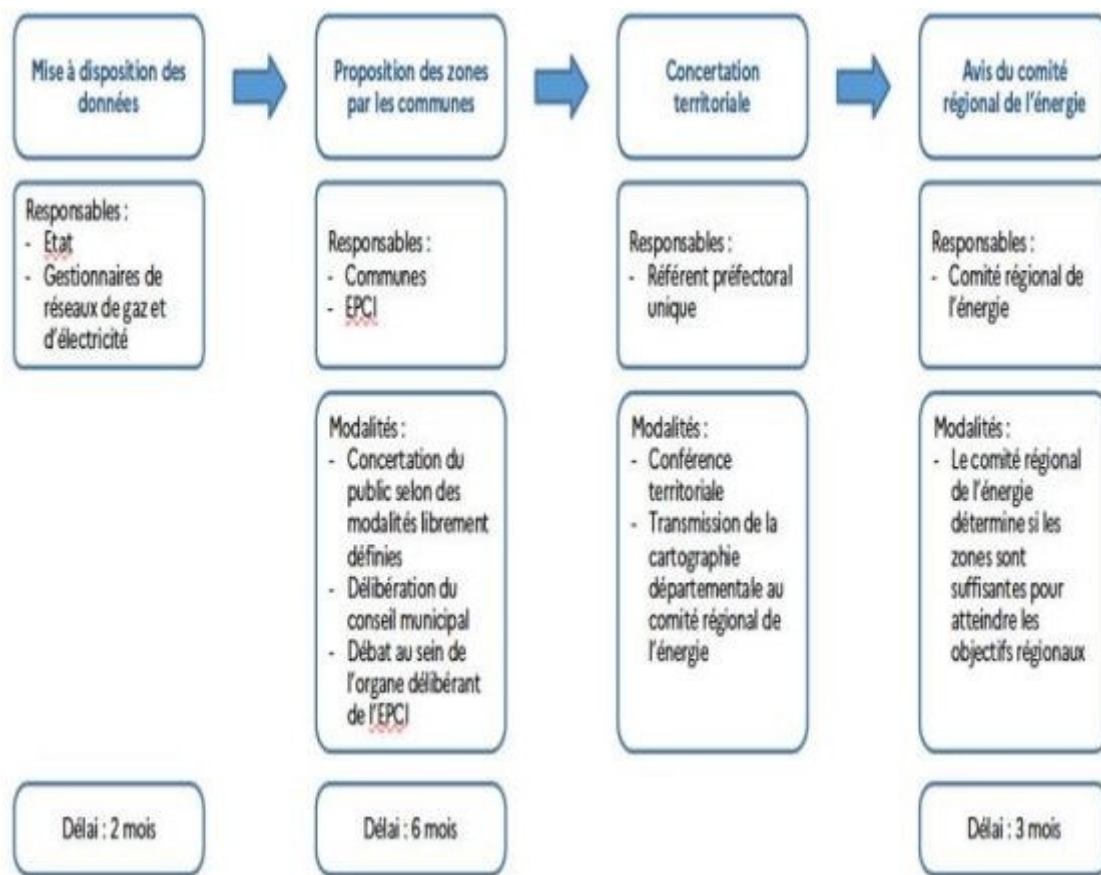 Mise à disposition des
données
Proposition des zones
par les communes
Concertation
territoriale
Avis du comité
régional de l'énergie
Responsables :
- Etat
- Gestionnaires de
réseaux de gaz et
d'électricité
Responsables :
- Communes
- EPCI
Responsables :
- Référent préfectoral
unique
Responsables :
- Comité régional de
l'énergie
Modalités :
- Concertation du
public selon des
modalités librement
définies
- Délibération du
conseil municipal
- Débat au sein de
l'organe délibérant
de l'EPCI
Modalités :
- Conférence
territoriale
- Transmission de la
cartographie
départementale au
comité régional de
l'énergie
Modalités :
- Le comité régional
de l'énergie
détermine si les
zones sont
suffisantes pour
atteindre les
objectifs régionaux
Délai : 2 mois
Délai : 6 mois
Délai : 3 mois